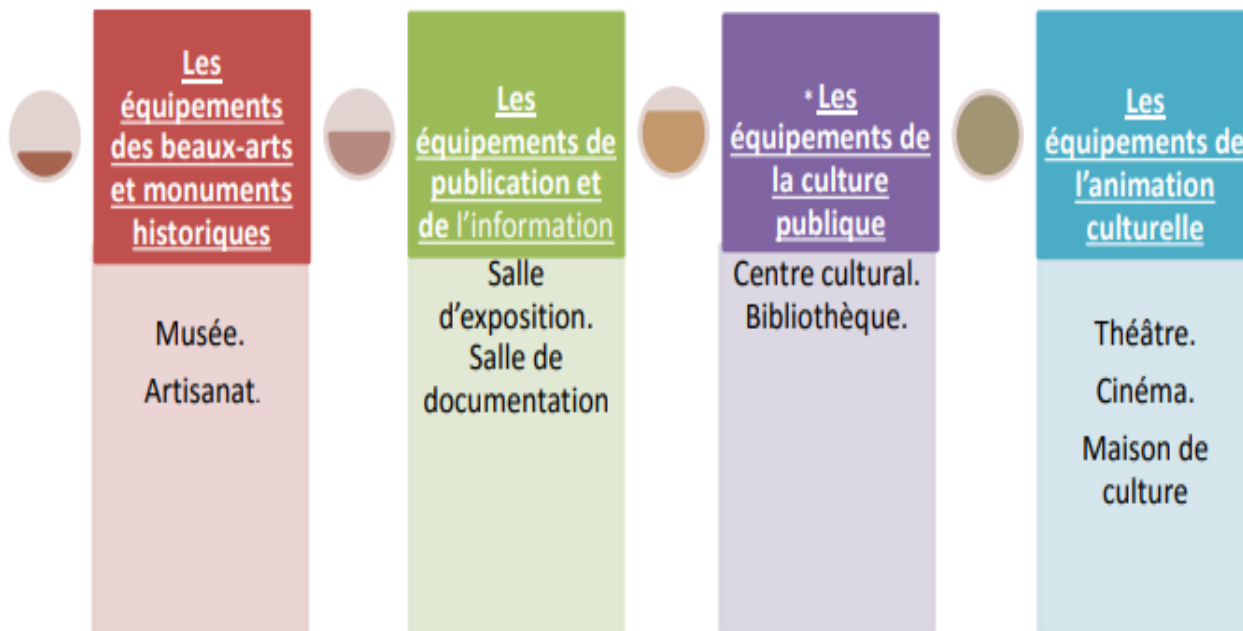 Les
équipements
des beaux-arts
et monuments
historiques
Musée.
Artisanat.
Les
équipements de
publication et
de l'information
Salle
d'exposition.
Salle de
documentation
* Les
équipements de
la culture
publique
Centre cultural.
Bibliothèque.
Les
équipements de
l'animation
culturelle
Théâtre.
Cinéma.
Maison de
culture